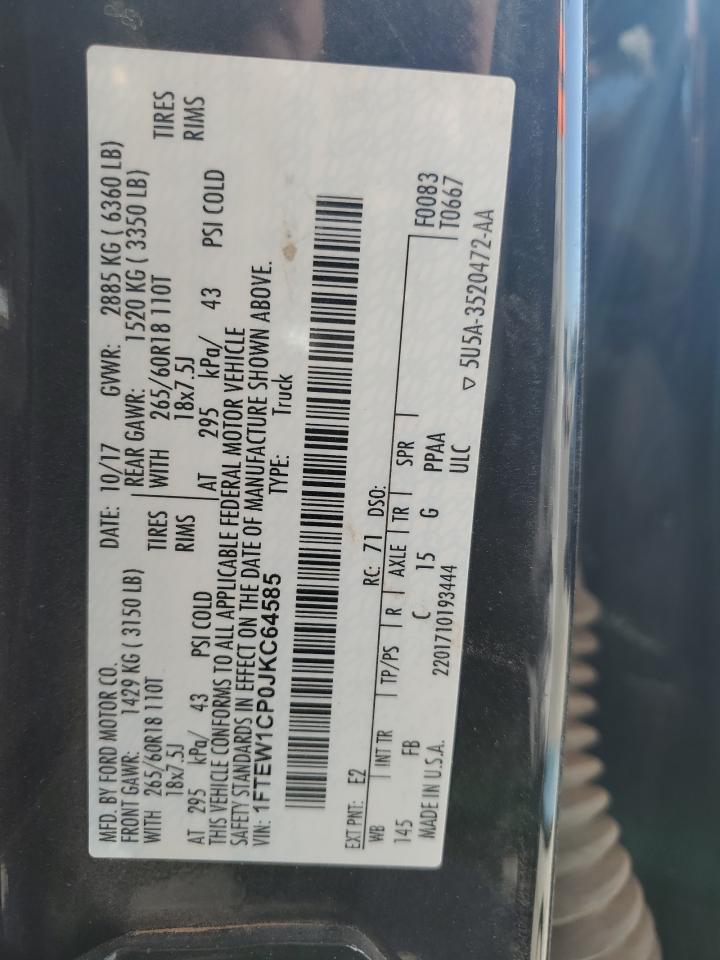 MFD. BY FORD MOTOR CO. DATE: 10/17 GVWR: 2885 KG ( 6360 LB)
FRONT GAWR: 1429 KG ( 3150 LB) REAR GAWR: 1520 KG ( 3350 LB)
WITH 265/60R18 110T TIRES WITH 265/60R18 110T TIRES
18x7.5J RIMS 18x7.5J RIMS
AT 295 kPa/ 43 PSI COLD AT 295 kPa/ 43 PSI COLD
THIS VEHICLE CONFORMS TO ALL APPLICABLE FEDERAL MOTOR VEHICLE
SAFETY STANDARDS IN EFFECT ON THE DATE OF MANUFACTURE SHOWN ABOVE.
VIN: 1FTEW1CP0JKC64585 TYPE: Truck
EXT PNT: E2 RC: 71 DSO: F0083
WB INT TR TP/PS R AXLE TR SPR T0667
145 FB C 15 G PPAA
MADE IN U.S.A. 2201710193444 ULC
▽ 5U5A-3520472-AA